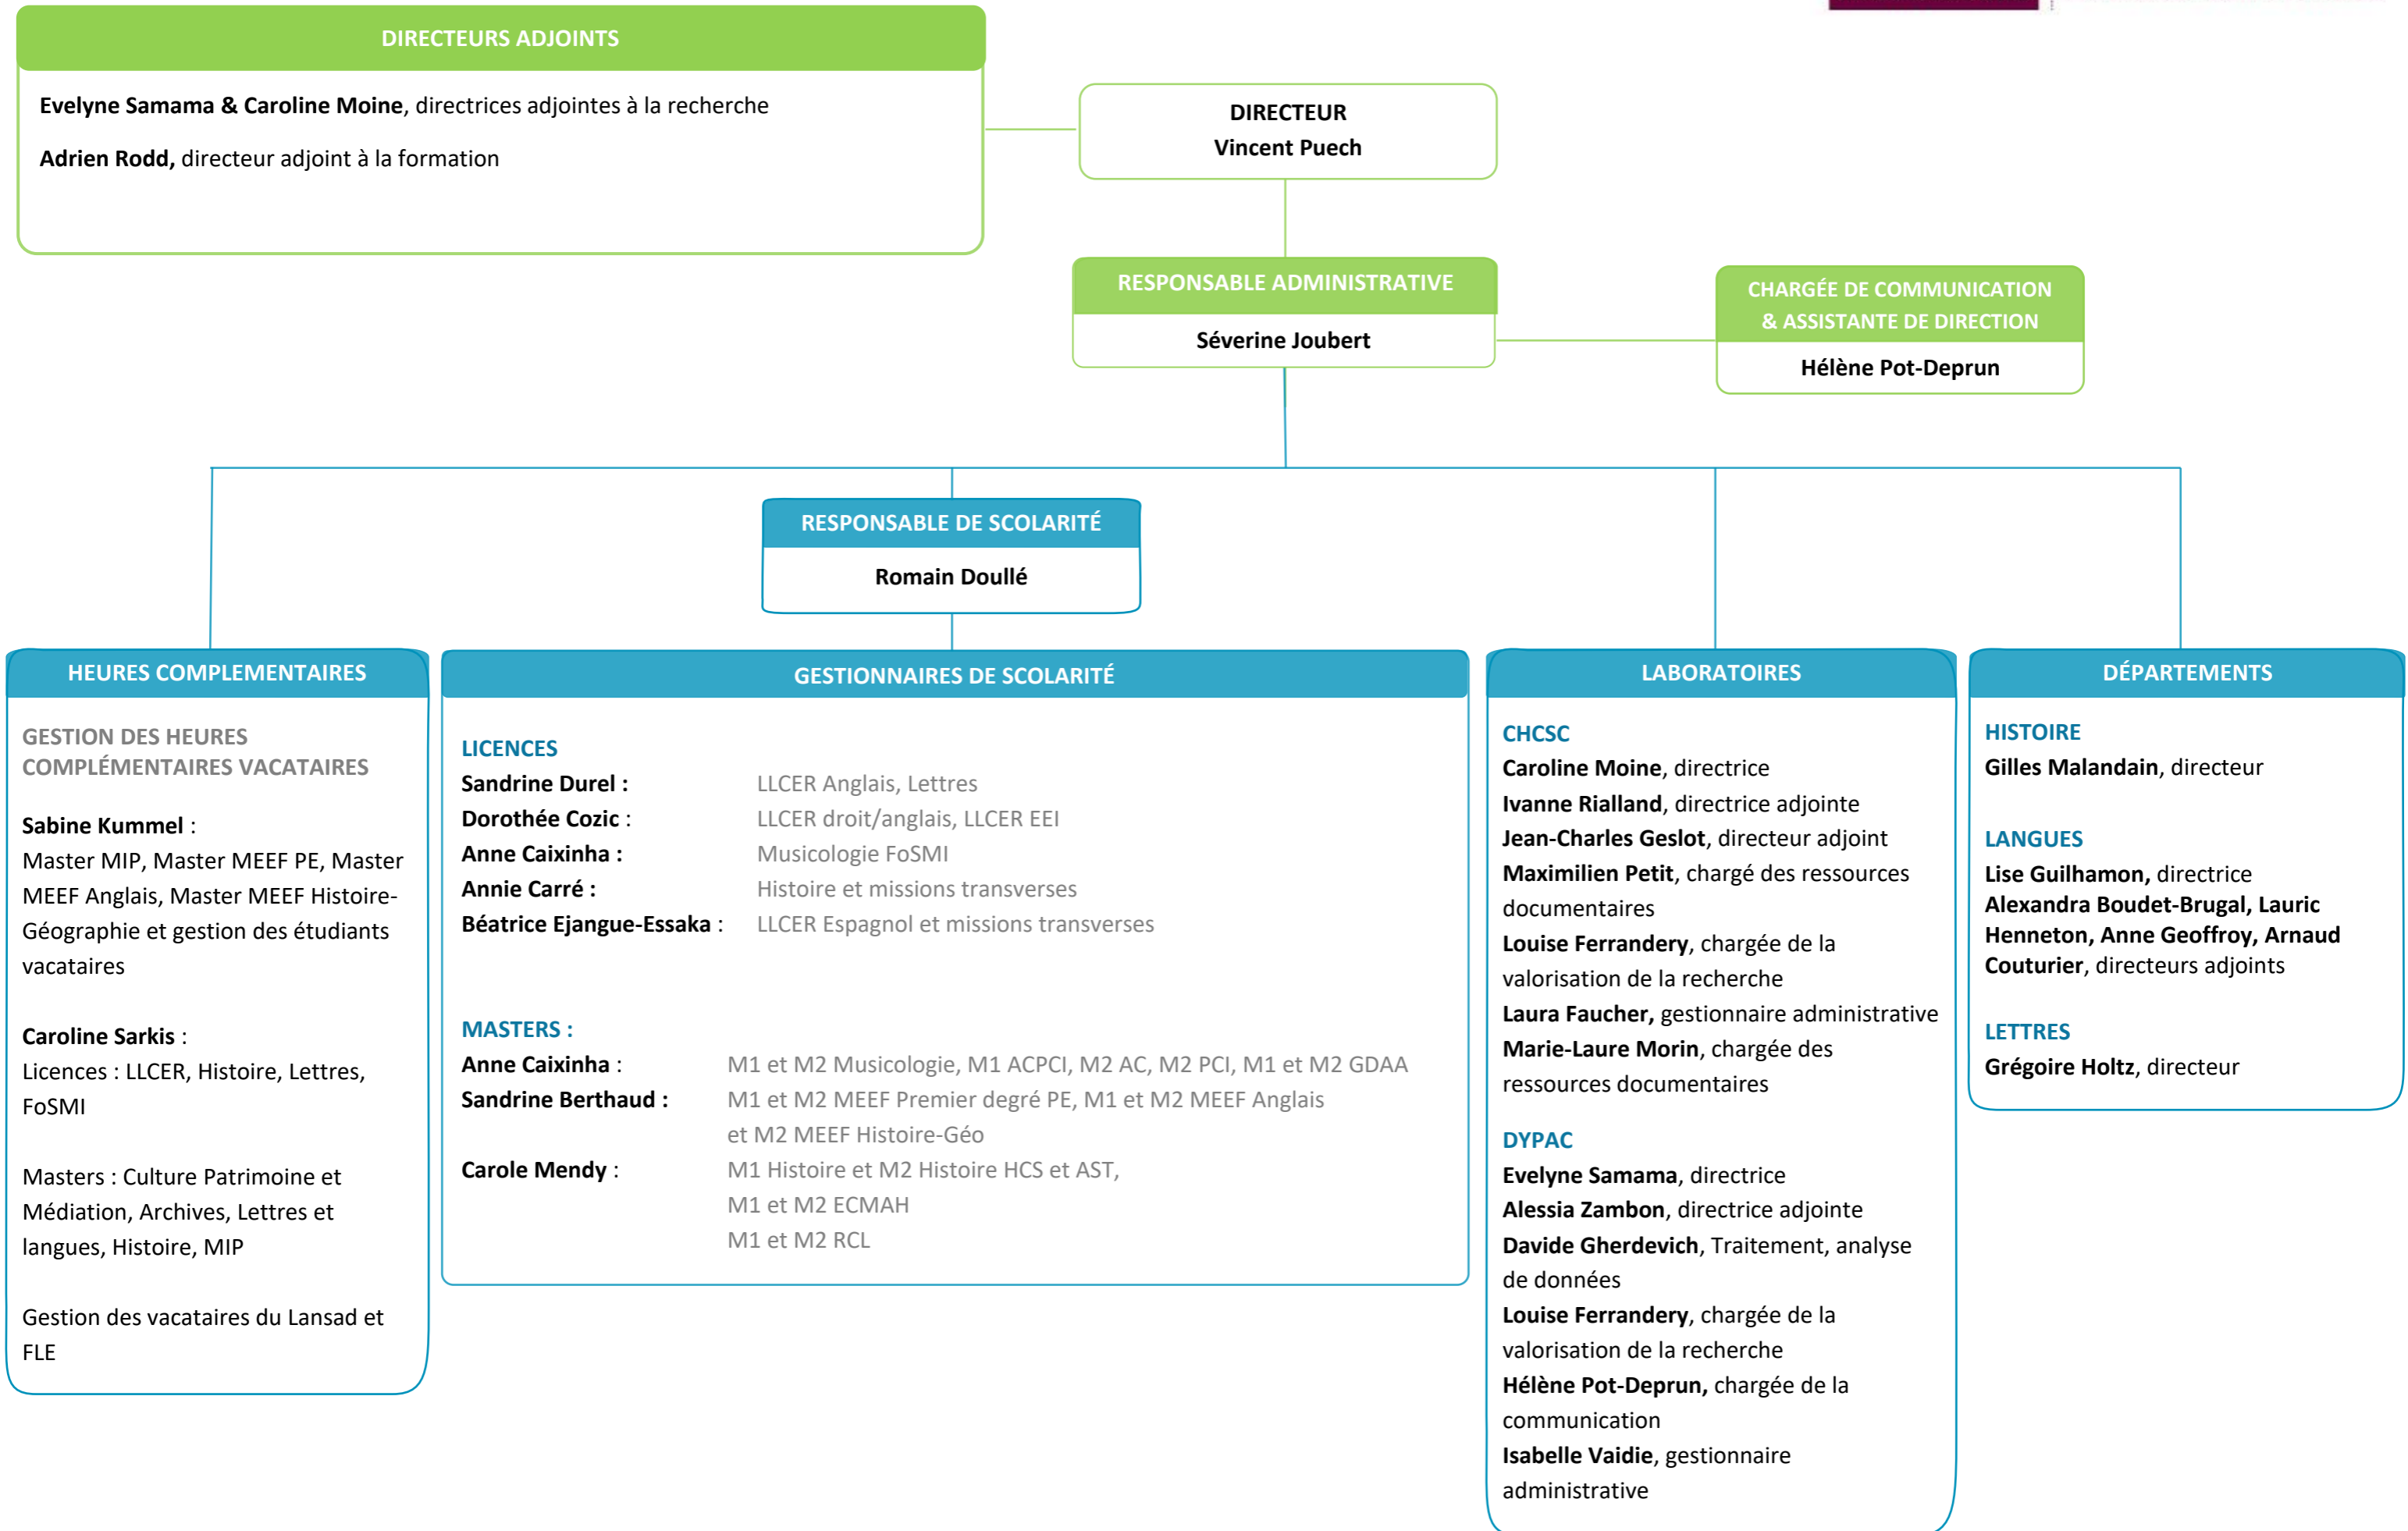 DIRECTEURS ADJOINTS
Evelyne Samama & Caroline Moine, directrices adjointes à la recherche
Adrien Rodd, directeur adjoint à la formation
DIRECTEUR
Vincent Puech
RESPONSABLE ADMINISTRATIVE
Séverine Joubert
CHARGÉE DE COMMUNICATION
& ASSISTANTE DE DIRECTION
Hélène Pot-Deprun
RESPONSABLE DE SCOLARITÉ
Romain Doullé
HEURES COMPLEMENTAIRES
GESTION DES HEURES
COMPLÉMENTAIRES VACATAIRES
Sabine Kummel :
Master MIP, Master MEEF PE, Master
MEEF Anglais, Master MEEF Histoire-
Géographie et gestion des étudiants
vacataires
Caroline Sarkis :
Licences : LLCER, Histoire, Lettres,
FoSMI
Masters : Culture Patrimoine et
Médiation, Archives, Lettres et
langues, Histoire, MIP
Gestion des vacataires du Lansad et
FLE
GESTIONNAIRES DE SCOLARITÉ
LICENCES
Sandrine Durel : LLCER Anglais, Lettres
Dorothée Cozic : LLCER droit/anglais, LLCER EEI
Anne Caixinha : Musicologie FoSMI
Annie Carré : Histoire et missions transverses
Béatrice Ejangue-Essaka : LLCER Espagnol et missions transverses
MASTERS :
Anne Caixinha : M1 et M2 Musicologie, M1 ACPCI, M2 AC, M2 PCI, M1 et M2 GDAA
Sandrine Berthaud : M1 et M2 MEEF Premier degré PE, M1 et M2 MEEF Anglais
et M2 MEEF Histoire-Géo
Carole Mendy : M1 Histoire et M2 Histoire HCS et AST,
M1 et M2 ECMAH
M1 et M2 RCL
LABORATOIRES
CHCSC
Caroline Moine, directrice
Ivanne Rialland, directrice adjointe
Jean-Charles Geslot, directeur adjoint
Maximilien Petit, chargé des ressources
documentaires
Louise Ferrandery, chargée de la
valorisation de la recherche
Laura Faucher, gestionnaire administrative
Marie-Laure Morin, chargée des
ressources documentaires
DYPAC
Evelyne Samama, directrice
Alessia Zambon, directrice adjointe
Davide Gherdevich, Traitement, analyse
de données
Louise Ferrandery, chargée de la
valorisation de la recherche
Hélène Pot-Deprun, chargée de la
communication
Isabelle Vaidie, gestionnaire
administrative
DÉPARTEMENTS
HISTOIRE
Gilles Malandain, directeur
LANGUES
Lise Guilhamon, directrice
Alexandra Boudet-Brugal, Lauric
Henneton, Anne Geoffroy, Arnaud
Couturier, directeurs adjoints
LETTRES
Grégoire Holtz, directeur